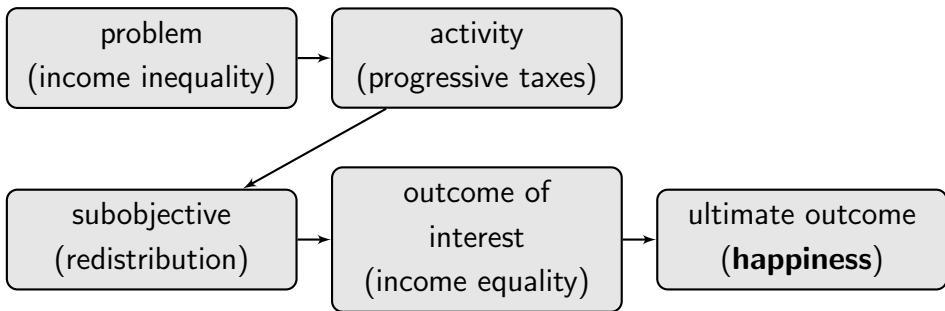 problem
(income inequality)
activity
(progressive taxes)
subobjective
(redistribution)
outcome of
interest
(income equality)
ultimate outcome
(happiness)